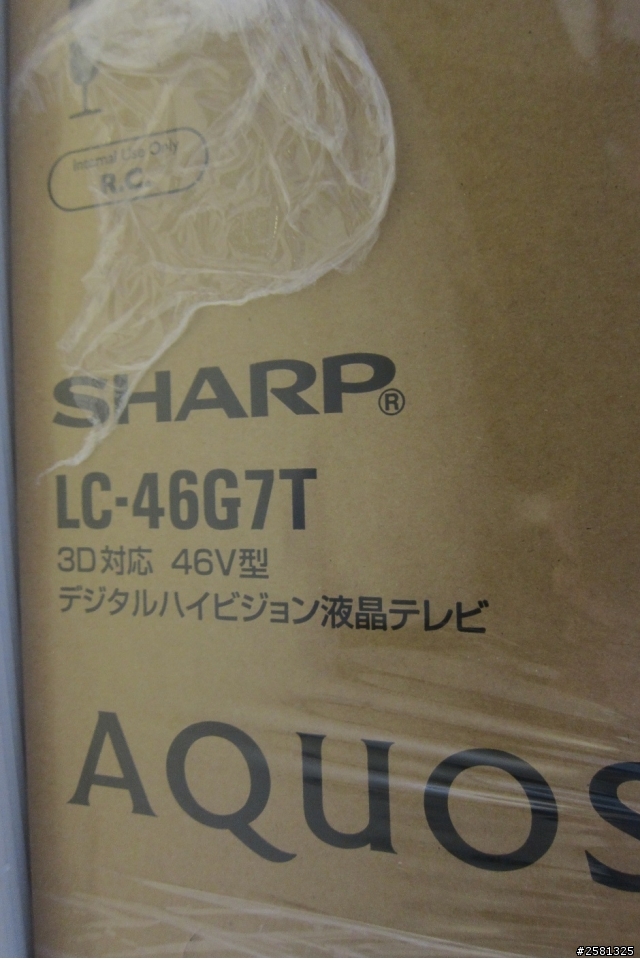 Internal Use Only
R.C.
SHARP®
LC-46G7T
3D対応 46V型
デジタルハイビジョン液晶テレビ
AQUOS
#2581325